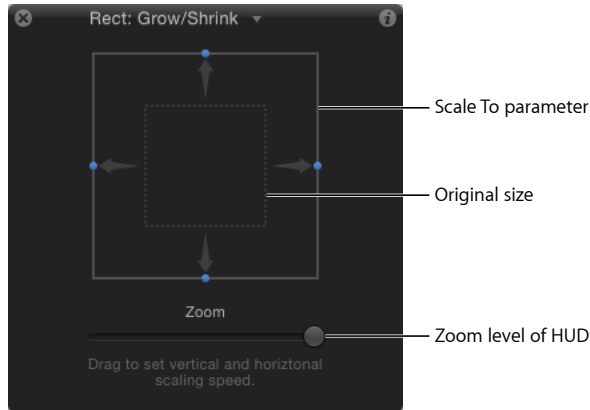 Rect: Grow/Shrink
Scale To parameter
Original size
Zoom
Zoom level of HUD
Drag to set vertical and horiztonal
scaling speed.